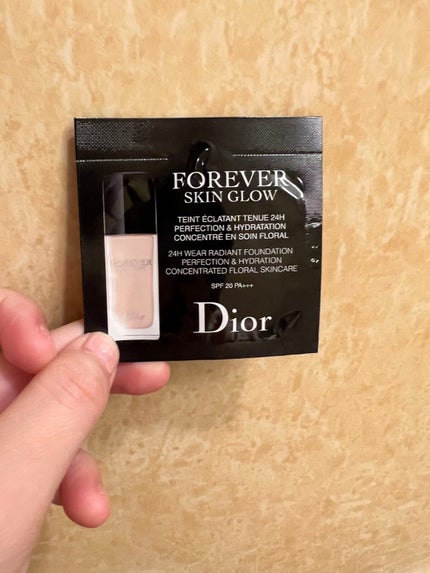 FOREVER
SKIN GLOW
TEINT ÉCLATANT TENUE 24H
PERFECTION & HYDRATATION
CONCENTRÉ EN SOIN FLORAL
24H WEAR RADIANT FOUNDATION
PERFECTION & HYDRATION
CONCENTRATED FLORAL SKINCARE
SPF 20 PA+++
Dior
FOREVER